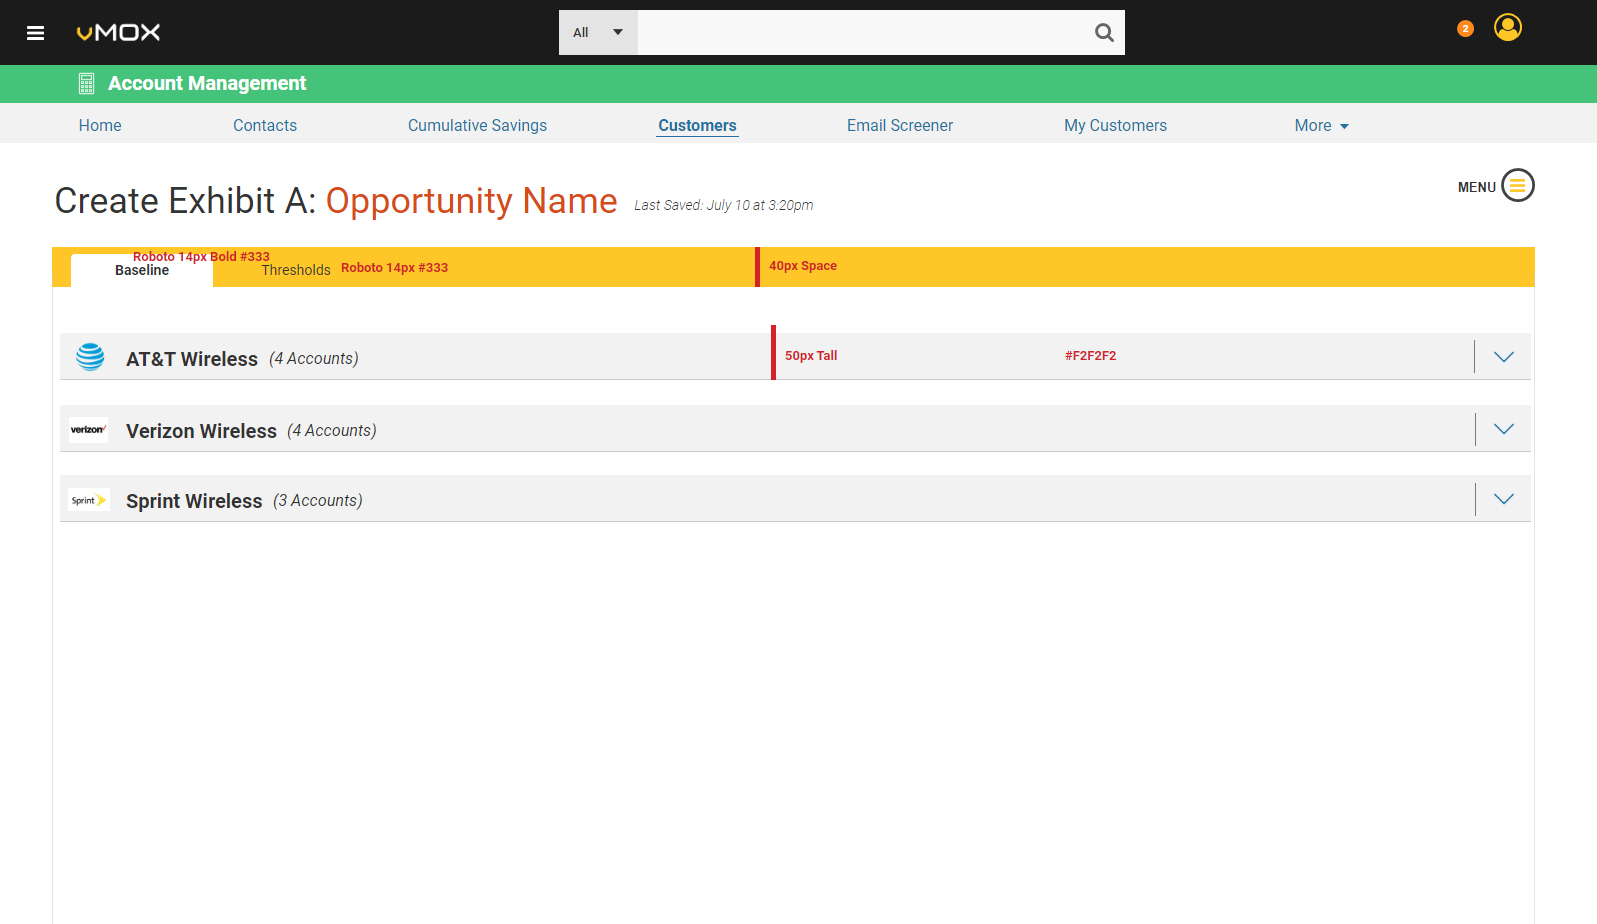 vMOX
All
2
Account Management
Home Contacts Cumulative Savings Customers Email Screener My Customers More
MENU
Create Exhibit A: Opportunity Name Last Saved: July 10 at 3:20pm
Roboto 14px Bold #333
Baseline Thresholds Roboto 14px #333 40px Space
AT&T Wireless (4 Accounts) 50px Tall #F2F2F2
verizon Verizon Wireless (4 Accounts)
Sprint Sprint Wireless (3 Accounts)